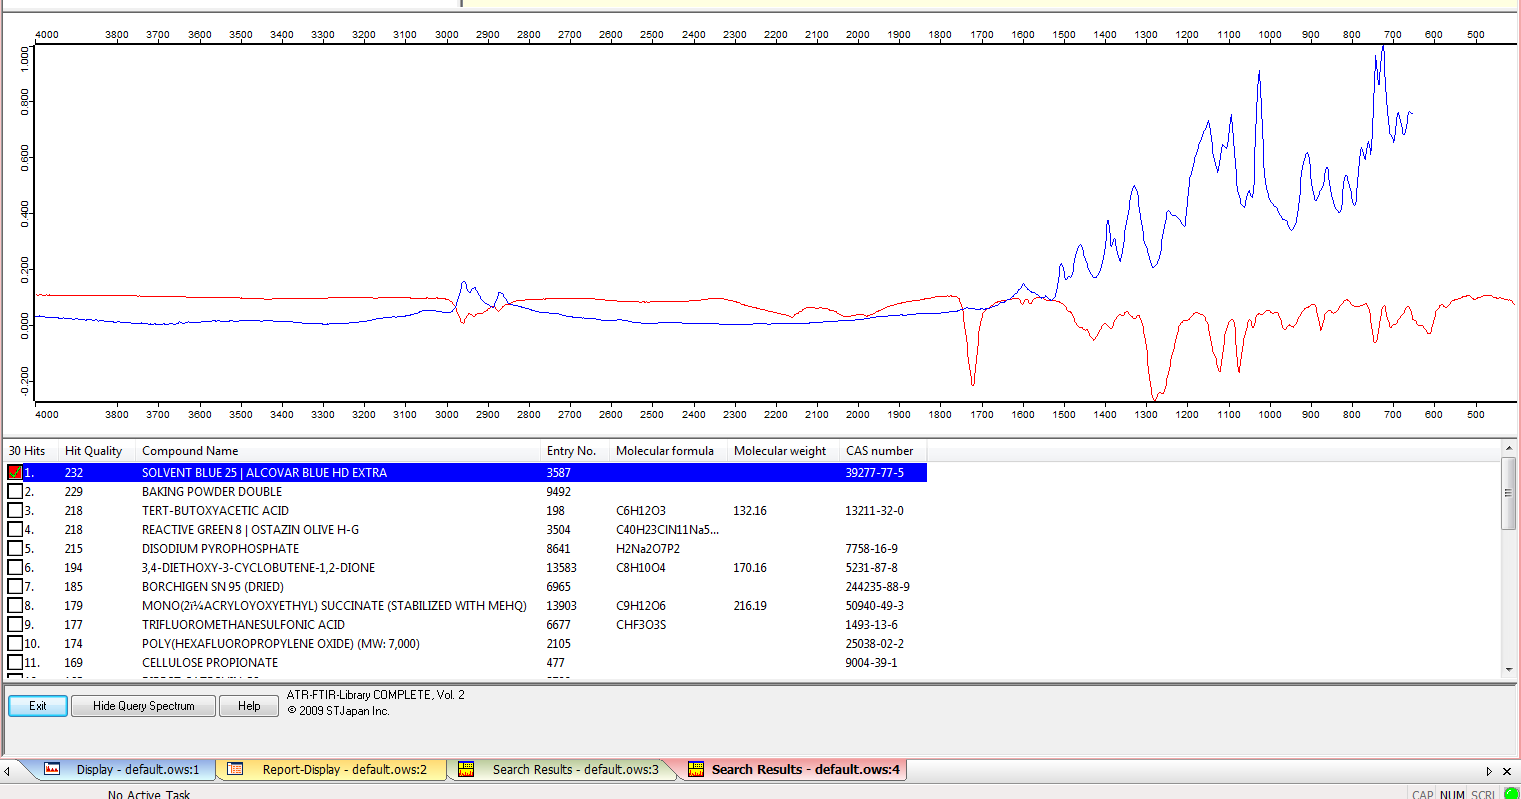 4000 3800 3700 3600 3500 3400 3300 3200 3100 3000 2900 2800 2700 2600 2500 2400 2300 2200 2100 2000 1900 1800 1700 1600 1500 1400 1300 1200 1100 1000 900 800 700 600 500
1.000
0.800
0.600
0.400
0.200
0.000
-0.200
4000 3800 3700 3600 3500 3400 3300 3200 3100 3000 2900 2800 2700 2600 2500 2400 2300 2200 2100 2000 1900 1800 1700 1600 1500 1400 1300 1200 1100 1000 900 800 700 600 500
30 Hits Hit Quality Compound Name Entry No. Molecular formula Molecular weight CAS number
1. 232 SOLVENT BLUE 25 | ALCOVAR BLUE HD EXTRA 3587 39277-77-5
2. 229 BAKING POWDER DOUBLE 9492
3. 218 TERT-BUTOXYACETIC ACID 198 C6H12O3 132.16 13211-32-0
4. 218 REACTIVE GREEN 8 | OSTAZIN OLIVE H-G 3504 C40H23ClN11Na5...
5. 215 DISODIUM PYROPHOSPHATE 8641 H2Na2O7P2 7758-16-9
6. 194 3,4-DIETHOXY-3-CYCLOBUTENE-1,2-DIONE 13583 C8H10O4 170.16 5231-87-8
7. 185 BORCHIGEN SN 95 (DRIED) 6965 244235-88-9
8. 179 MONO(2ï¼ACRYLOYOXYETHYL) SUCCINATE (STABILIZED WITH MEHQ) 13903 C9H12O6 216.19 50940-49-3
9. 177 TRIFLUOROMETHANESULFONIC ACID 6677 CHF3O3S 1493-13-6
10. 174 POLY(HEXAFLUOROPROPYLENE OXIDE) (MW: 7,000) 2105 25038-02-2
11. 169 CELLULOSE PROPIONATE 477 9004-39-1
Exit Hide Query Spectrum Help ATR-FTIR-Library COMPLETE, Vol. 2
© 2009 STJapan Inc.
Display - default.ows:1 Report-Display - default.ows:2 Search Results - default.ows:3 Search Results - default.ows:4
No Active Task CAP NUM SCRL